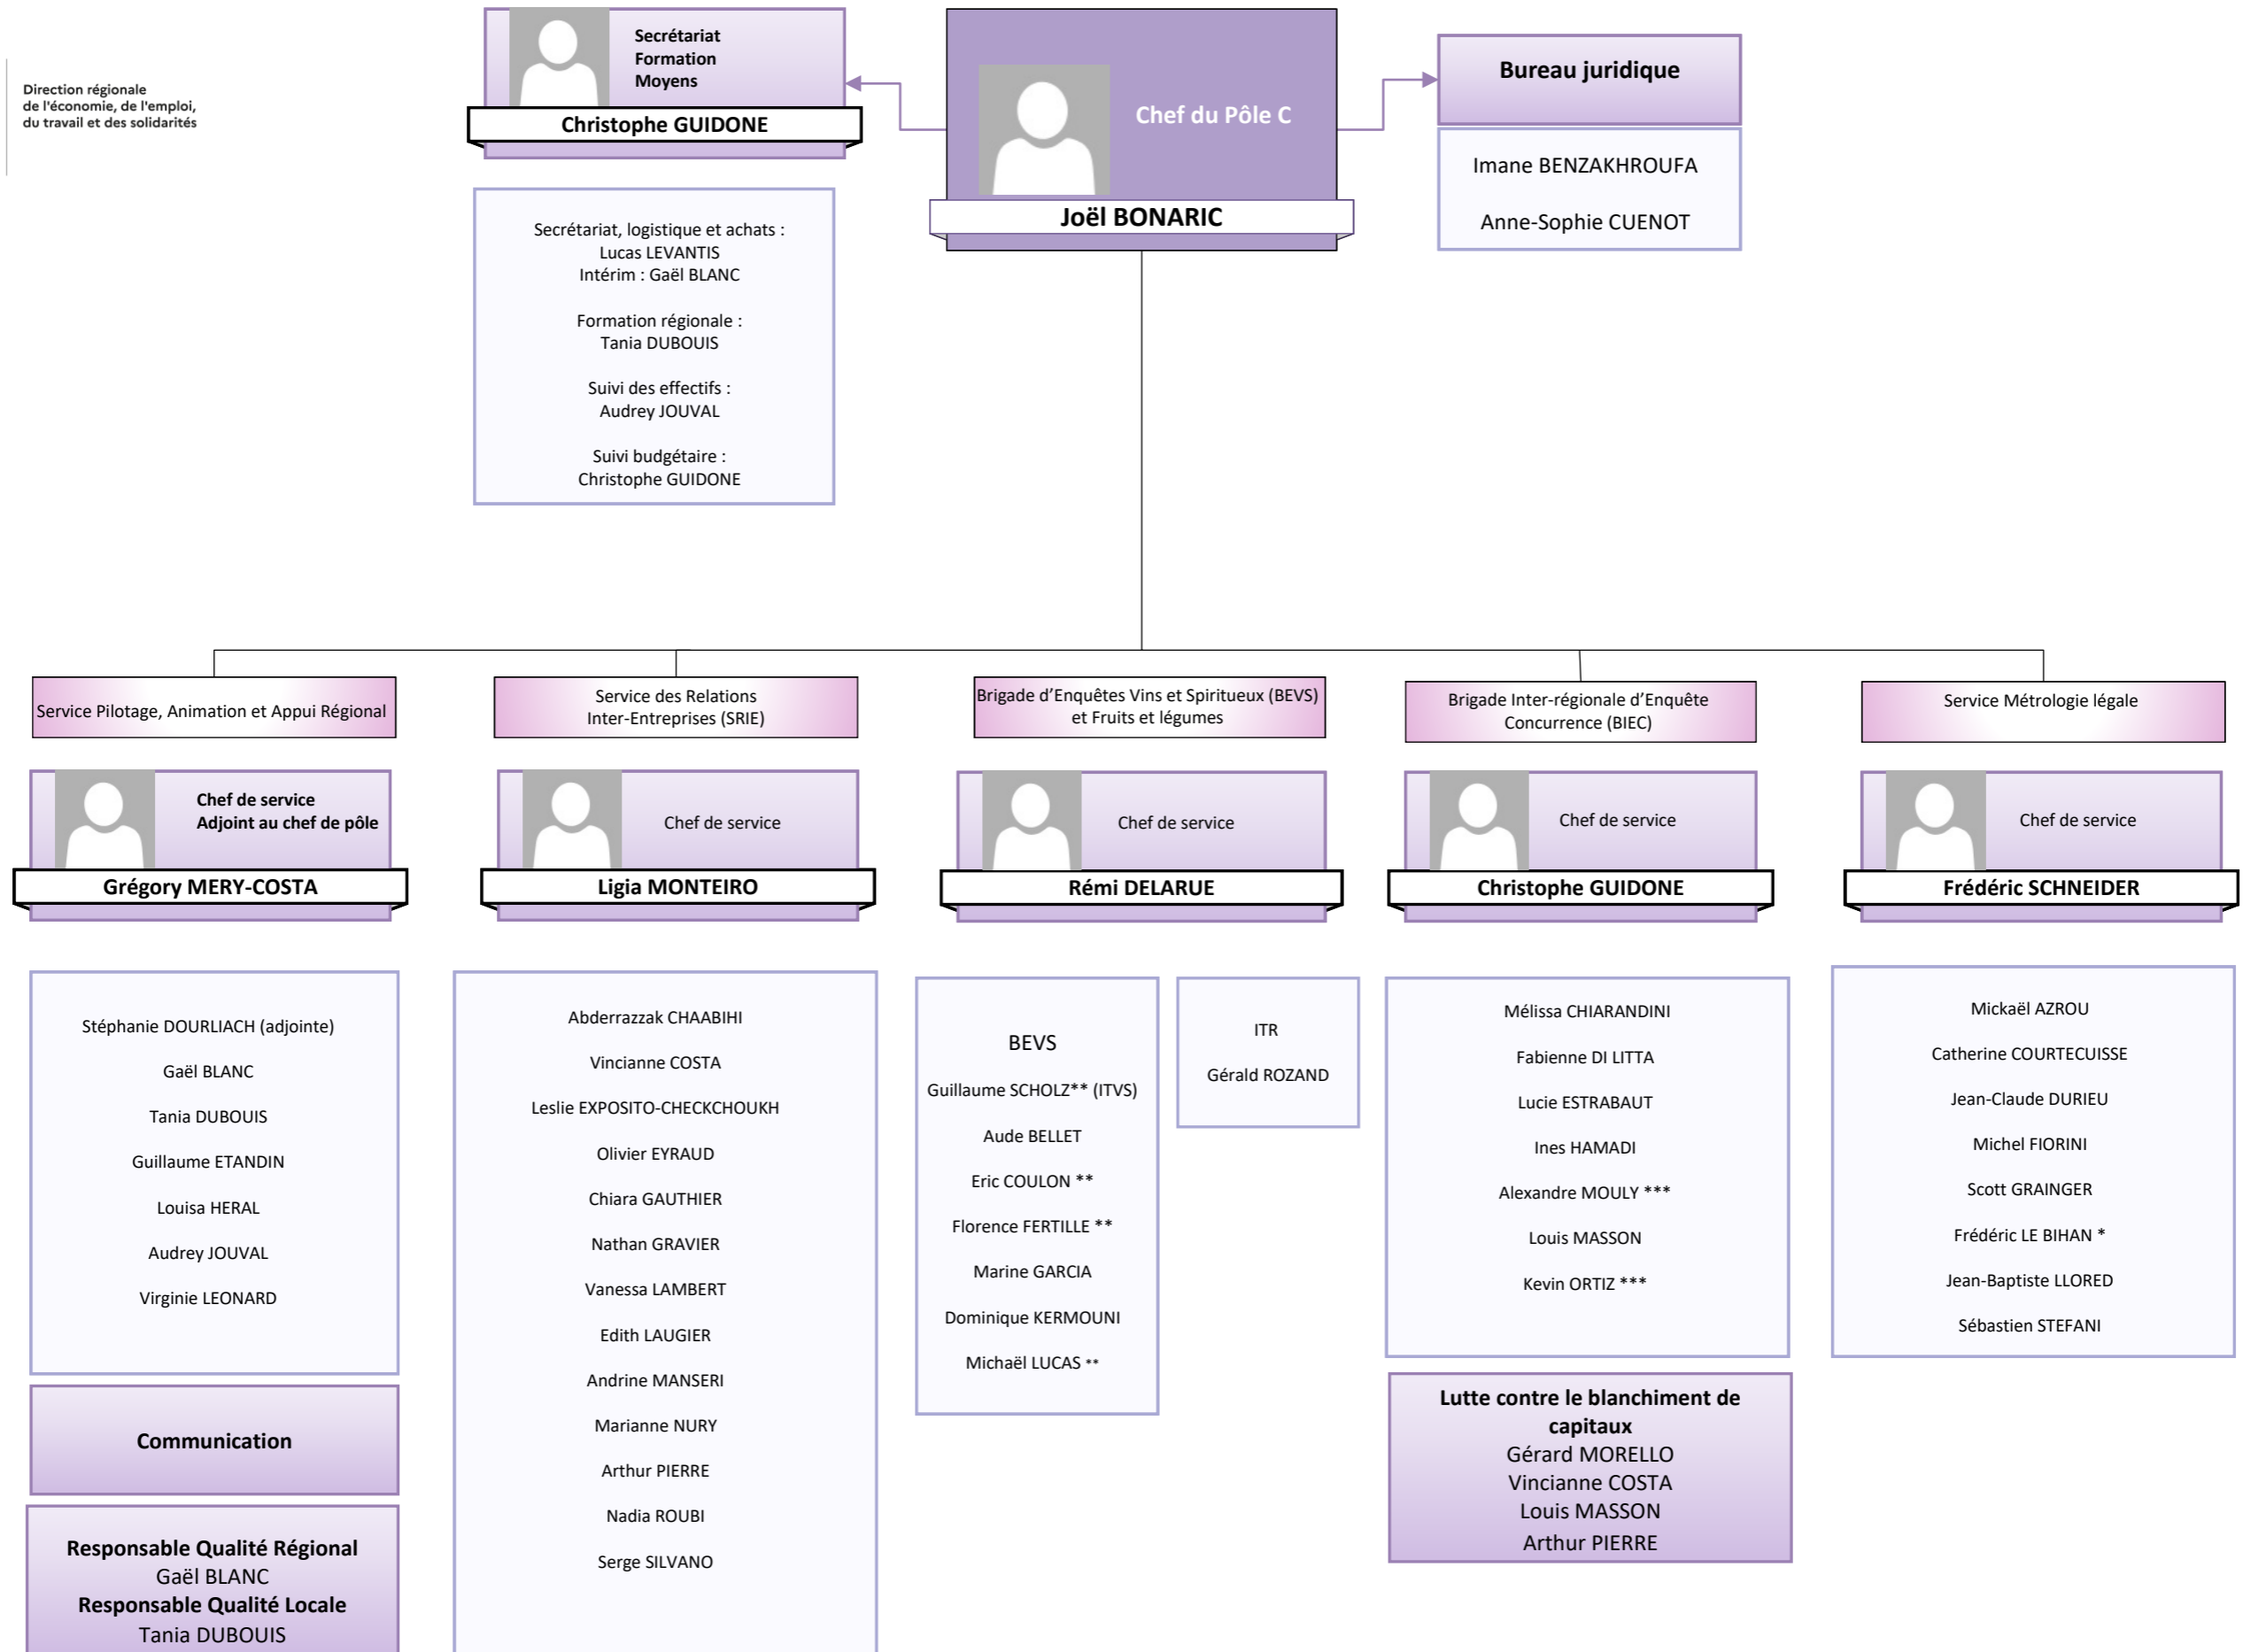 Direction régionale
de l'économie, de l'emploi,
du travail et des solidarités
Secrétariat
Formation
Moyens
Christophe GUIDONE
Secrétariat, logistique et achats :
Lucas LEVANTIS
Intérim : Gaël BLANC
Formation régionale :
Tania DUBOUIS
Suivi des effectifs :
Audrey JOUVAL
Suivi budgétaire :
Christophe GUIDONE
Chef du Pôle C
Joël BONARIC
Bureau juridique
Imane BENZAKHROUFA
Anne-Sophie CUENOT
Service Pilotage, Animation et Appui Régional
Chef de service
Adjoint au chef de pôle
Grégory MERY-COSTA
Stéphanie DOURLIACH (adjointe)
Gaël BLANC
Tania DUBOUIS
Guillaume ETANDIN
Louisa HERAL
Audrey JOUVAL
Virginie LEONARD
Communication
Responsable Qualité Régional
Gaël BLANC
Responsable Qualité Locale
Tania DUBOUIS
Service des Relations
Inter-Entreprises (SRIE)
Chef de service
Ligia MONTEIRO
Abderrazzak CHAABIHI
Vincianne COSTA
Leslie EXPOSITO-CHECKCHOUKH
Olivier EYRAUD
Chiara GAUTHIER
Nathan GRAVIER
Vanessa LAMBERT
Edith LAUGIER
Andrine MANSERI
Marianne NURY
Arthur PIERRE
Nadia ROUBI
Serge SILVANO
Brigade d'Enquêtes Vins et Spiritueux (BEVS)
et Fruits et légumes
Chef de service
Rémi DELARUE
BEVS
Guillaume SCHOLZ** (ITVS)
Aude BELLET
Eric COULON **
Florence FERTILLE **
Marine GARCIA
Dominique KERMOUNI
Michaël LUCAS **
ITR
Gérald ROZAND
Brigade Inter-régionale d'Enquête
Concurrence (BIEC)
Chef de service
Christophe GUIDONE
Mélissa CHIARANDINI
Fabienne DI LITTA
Lucie ESTRABAUT
Ines HAMADI
Alexandre MOULY ***
Louis MASSON
Kevin ORTIZ ***
Lutte contre le blanchiment de
capitaux
Gérard MORELLO
Vincianne COSTA
Louis MASSON
Arthur PIERRE
Service Métrologie légale
Chef de service
Frédéric SCHNEIDER
Mickaël AZROU
Catherine COURTECUISSE
Jean-Claude DURIEU
Michel FIORINI
Scott GRAINGER
Frédéric LE BIHAN *
Jean-Baptiste LLORED
Sébastien STEFANI